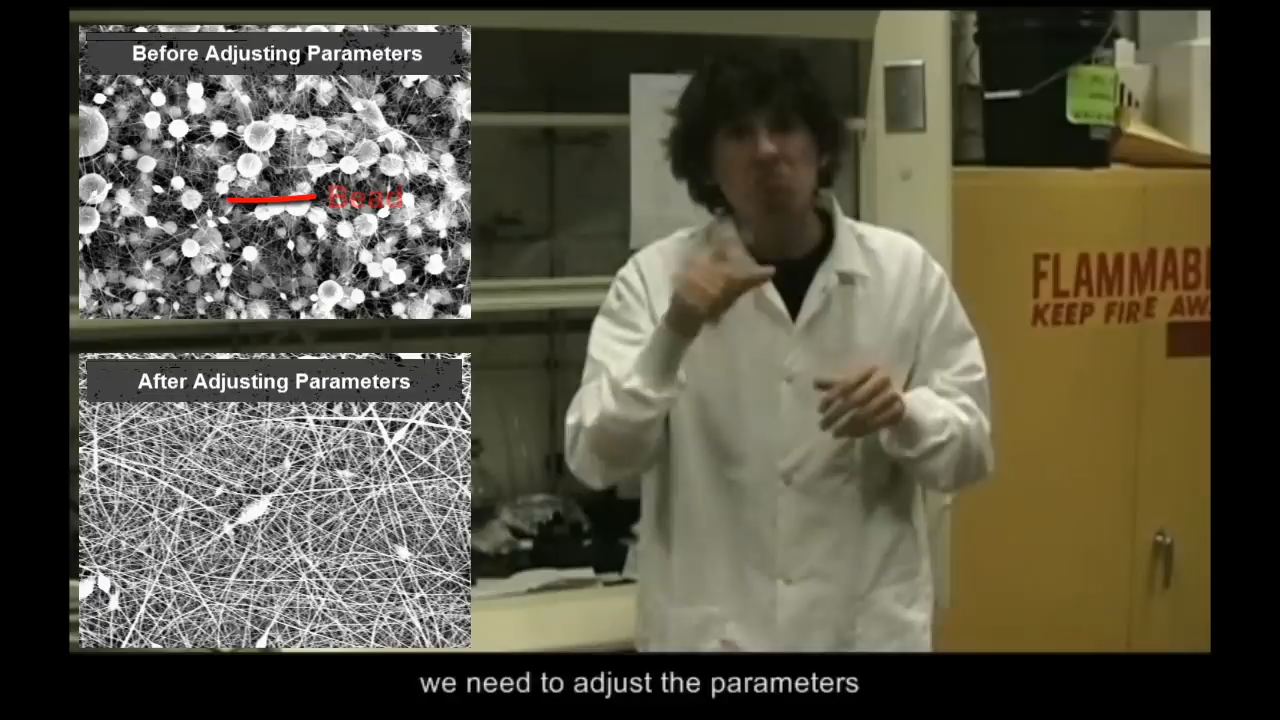 Before Adjusting Parameters
Bead
After Adjusting Parameters
FLAMMABL
KEEP FIRE AW
we need to adjust the parameters